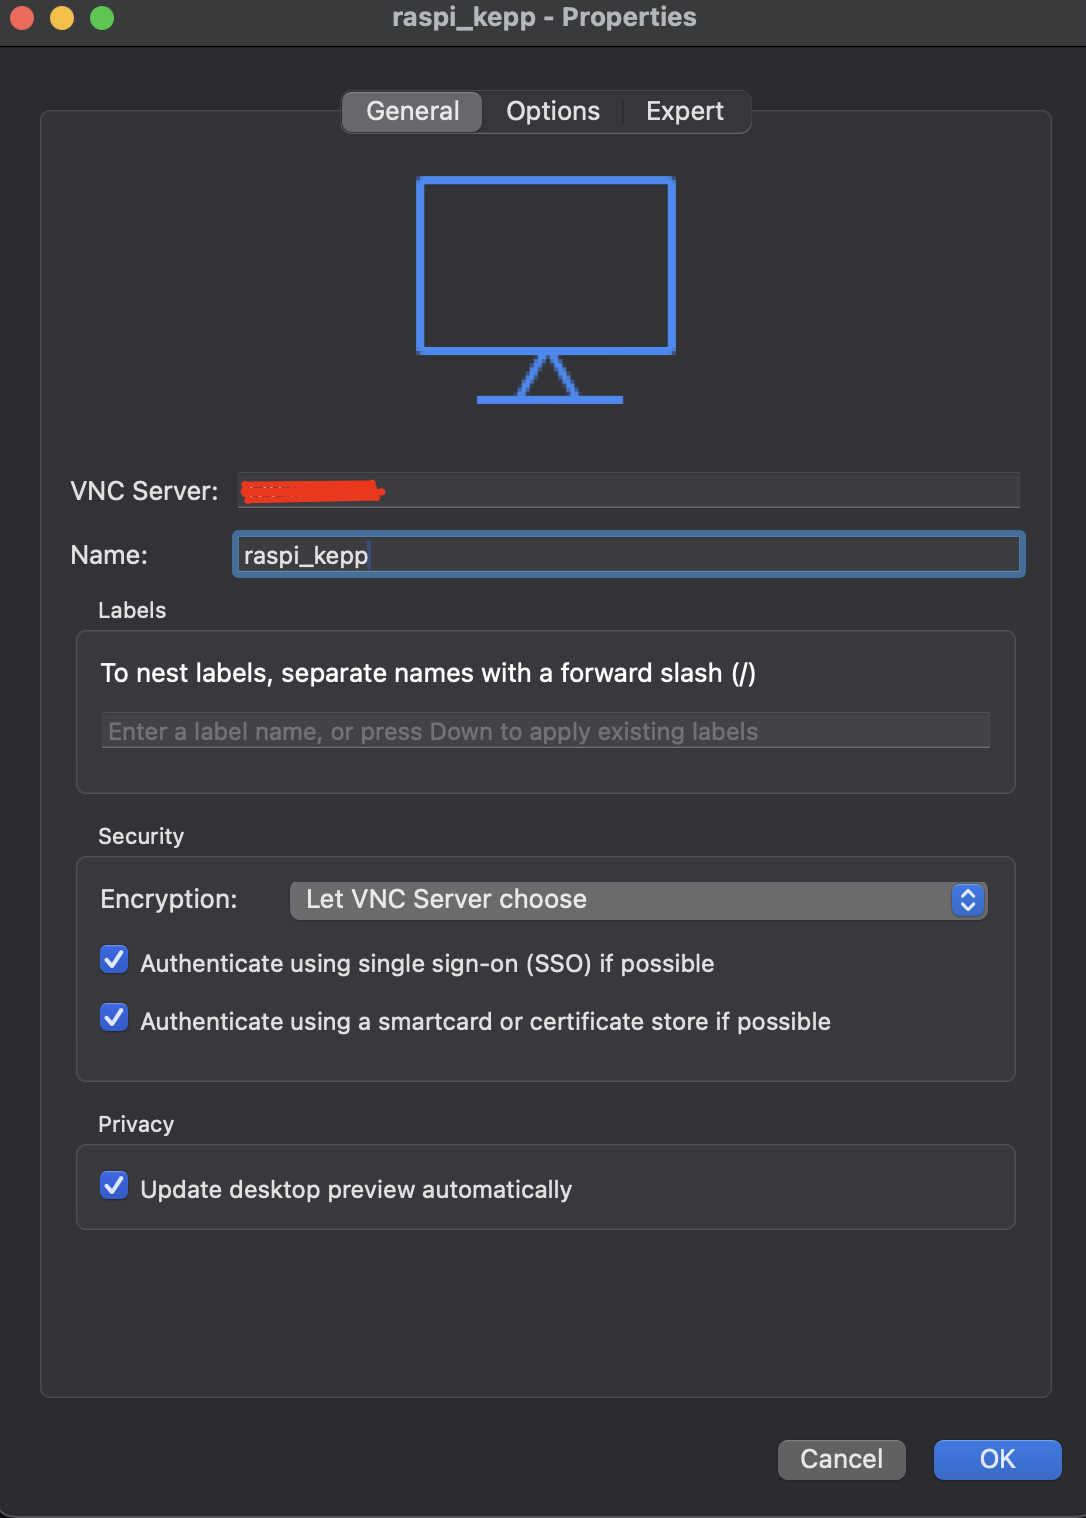 raspi_kepp - Properties
General
Options
Expert
VNC Server:
Name:
raspi_kepp
Labels
To nest labels, separate names with a forward slash (/)
Enter a label name, or press Down to apply existing labels
Security
Encryption:
Let VNC Server choose
Authenticate using single sign-on (SSO) if possible
Authenticate using a smartcard or certificate store if possible
Privacy
Update desktop preview automatically
Cancel
OK